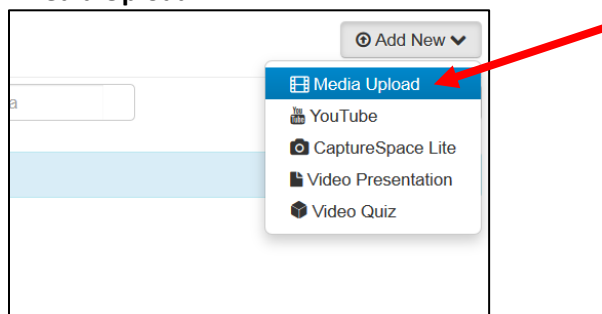 Add New
Media Upload
a
YouTube
CaptureSpace Lite
Video Presentation
Video Quiz